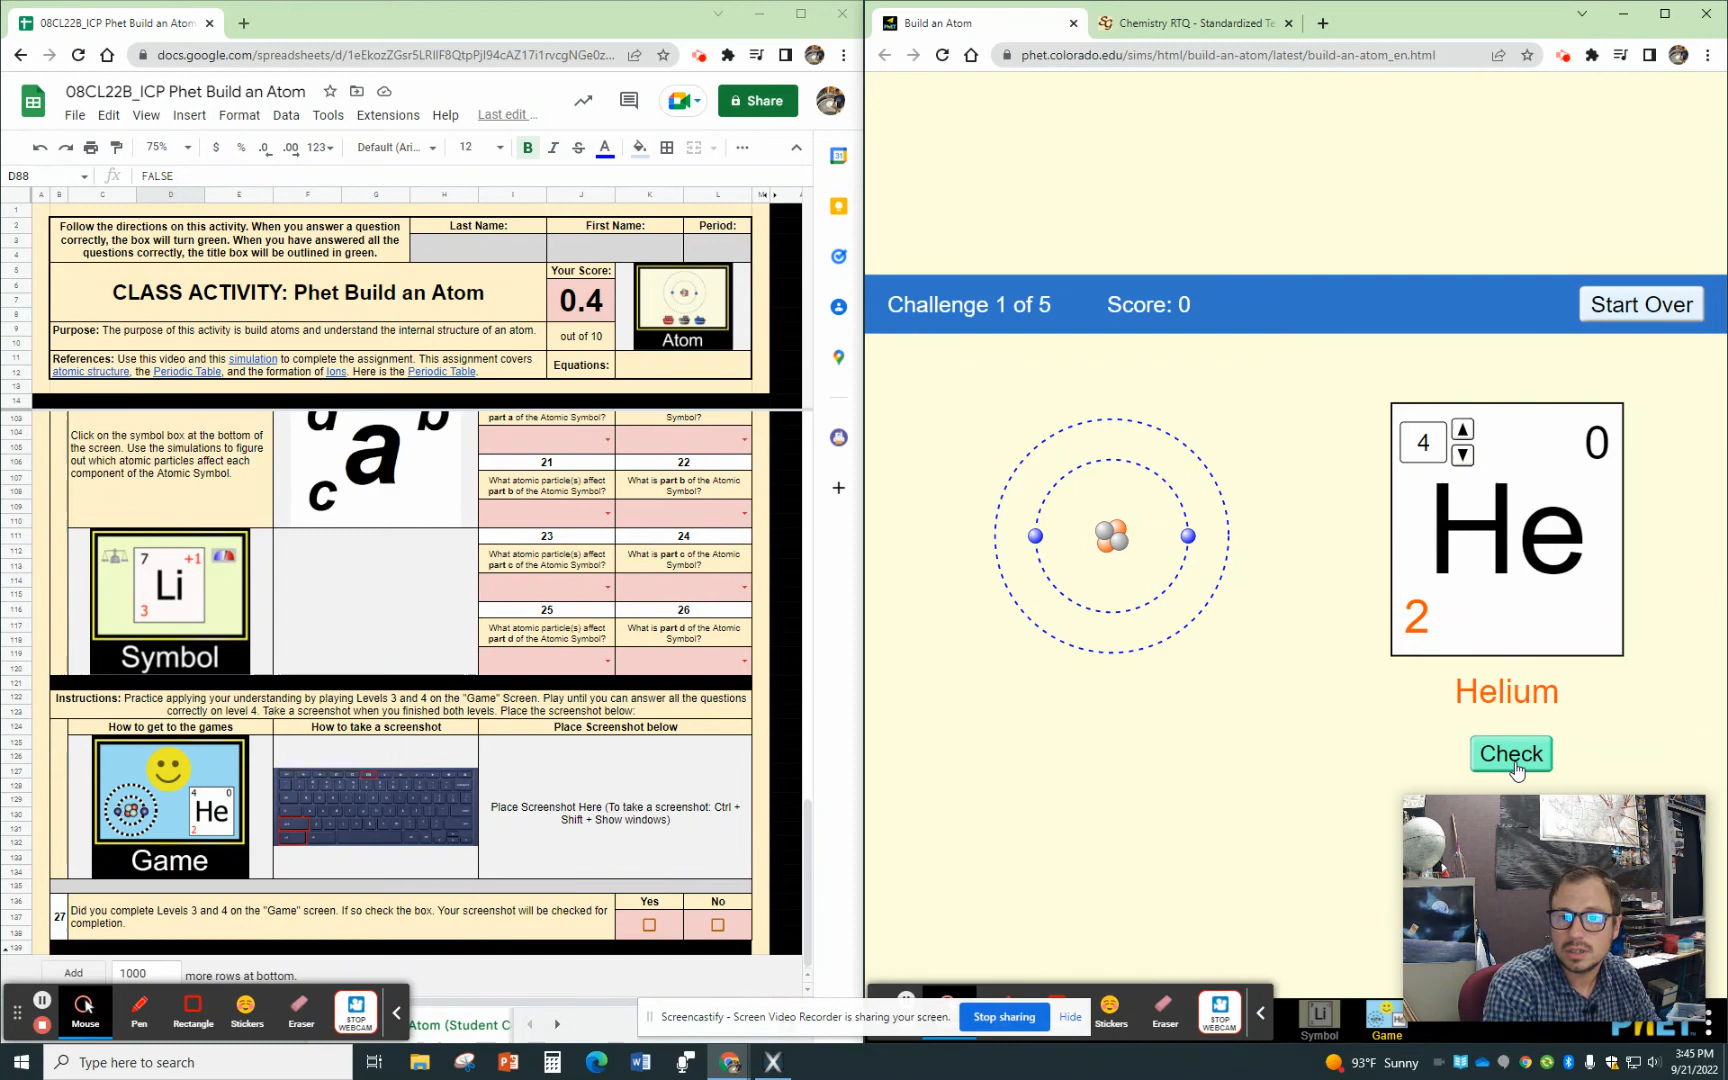 08CL22B_ICP Phet Build an Atom
docs.google.com/spreadsheets/d/1eEkozZGsr5LRIlF8QtpPjI94cAZ17i1rvcgNGe0z...
08CL22B_ICP Phet Build an Atom
Share
File Edit View Insert Format Data Tools Extensions Help Last edit ...
75% $ % .0 .00 123 Default (Ari... 12 B I S A
D88 fx FALSE
A B C D E F G H I J K L
Follow the directions on this activity. When you answer a question
correctly, the box will turn green. When you have answered all the
questions correctly, the title box will be outlined in green.
Last Name: First Name: Period:
CLASS ACTIVITY: Phet Build an Atom
Your Score:
0.4
out of 10
Atom
Purpose: The purpose of this activity is build atoms and understand the internal structure of an atom.
References: Use this video and this simulation to complete the assignment. This assignment covers
atomic structure, the Periodic Table, and the formation of Ions. Here is the Periodic Table.
Equations:
Click on the symbol box at the bottom of
the screen. Use the simulations to figure
out which atomic particles affect each
component of the Atomic Symbol.
d b
a
c
part a of the Atomic Symbol?
Symbol?
21 22
What atomic particle(s) affect
part b of the Atomic Symbol?
What is part b of the Atomic
Symbol?
23 24
What atomic particle(s) affect
part c of the Atomic Symbol?
What is part c of the Atomic
Symbol?
25 26
What atomic particle(s) affect
part d of the Atomic Symbol?
What is part d of the Atomic
Symbol?
7 +1
Li
3
Symbol
Instructions: Practice applying your understanding by playing Levels 3 and 4 on the "Game" Screen. Play until you can answer all the questions
correctly on level 4. Take a screenshot when you finished both levels. Place the screenshot below:
How to get to the games How to take a screenshot Place Screenshot below
4 0
He
2
Game
Place Screenshot Here (To take a screenshot: Ctrl +
Shift + Show windows)
27
Did you complete Levels 3 and 4 on the "Game" screen. If so check the box. Your screenshot will be checked for
completion.
Yes No
Add 1000 more rows at bottom.
Mouse Pen Rectangle Stickers Eraser STOP WEBCAM
Atom (Student C
Screencastify - Screen Video Recorder is sharing your screen. Stop sharing Hide
Build an Atom
Chemistry RTQ - Standardized Te
phet.colorado.edu/sims/html/build-an-atom/latest/build-an-atom_en.html
Challenge 1 of 5 Score: 0 Start Over
4 0
He
2
Helium
Check
Stickers Eraser STOP WEBCAM
Li
Symbol
Game
Type here to search
93°F Sunny
3:45 PM
9/21/2022